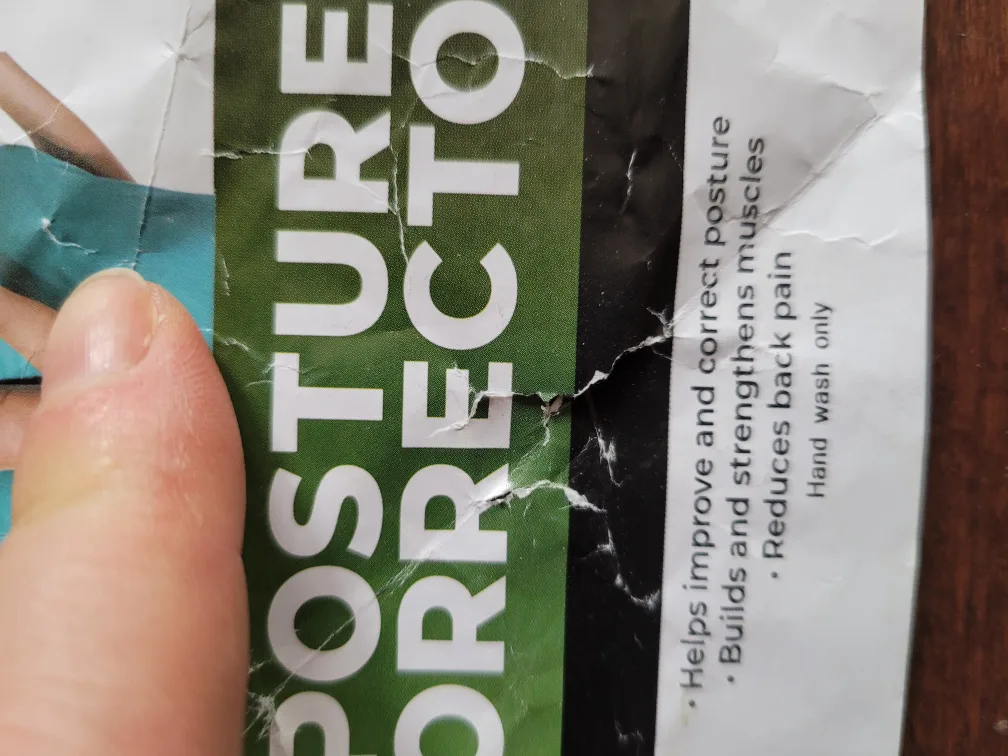 POSTURE
ORRECTO
• Helps improve and correct posture
• Builds and strengthens muscles
• Reduces back pain
Hand wash only